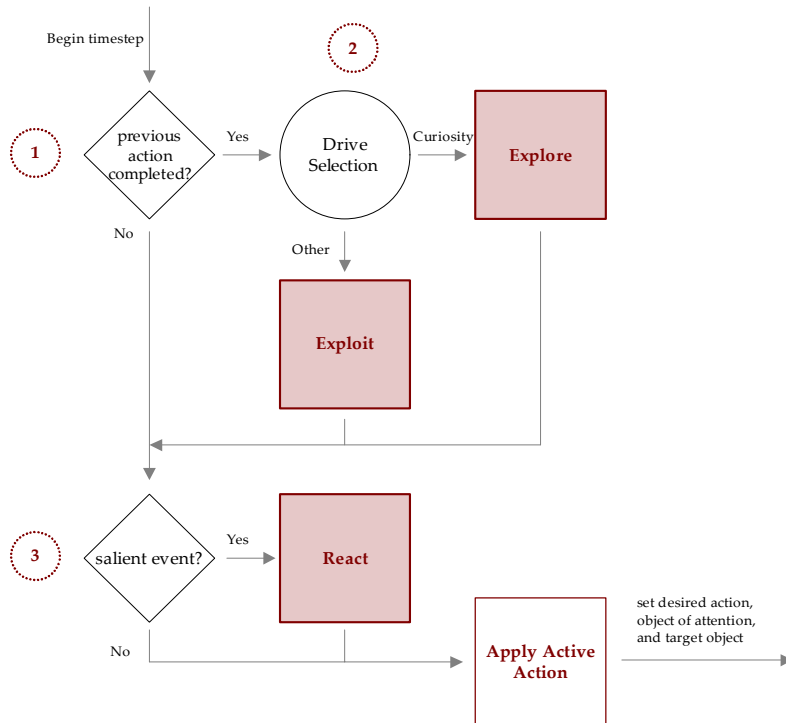 Begin timestep
2
1
previous
action
completed?
Yes
Drive
Selection
Curiosity
Explore
No
Other
Exploit
3
salient event?
Yes
React
No
Apply Active
Action
set desired action,
object of attention,
and target object